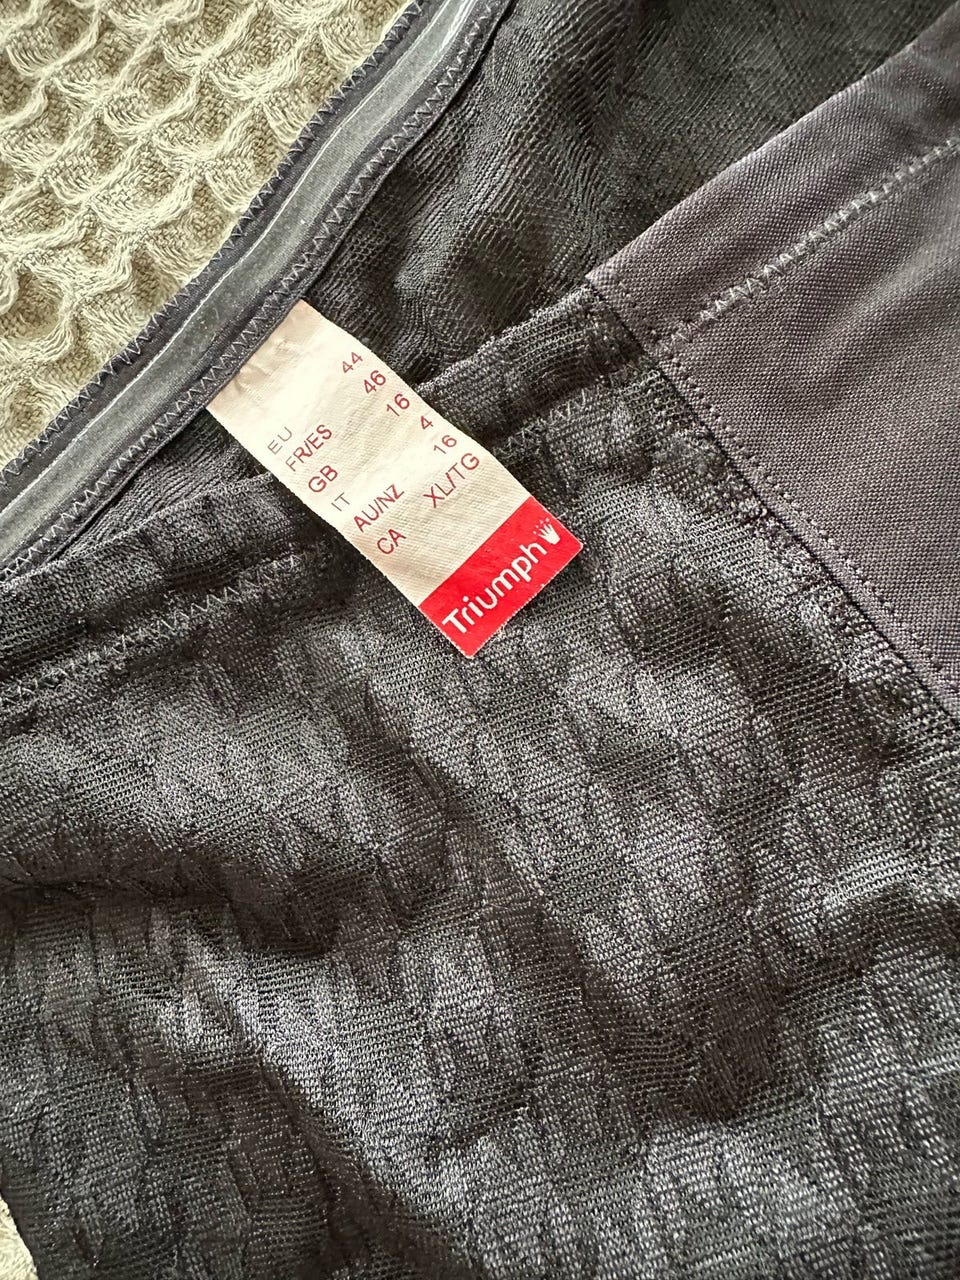 EU 44
FR/ES 46
GB 16
IT 4
AU/NZ 16
CA XL/TG
Triumph